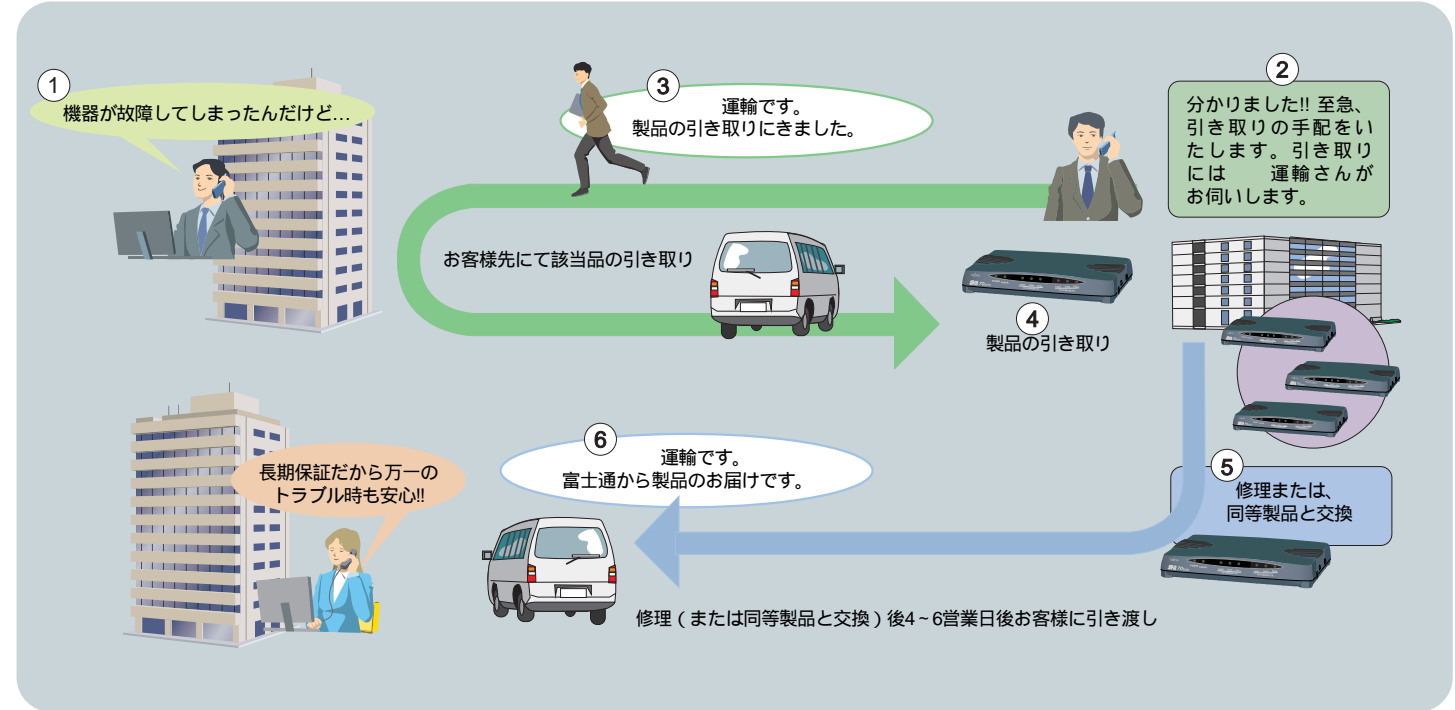 ①
機器が故障してしまったんだけど…
②
分かりました!! 至急、
引き取りの手配をい
たします。引き取り
には　　運輸さんが
お伺いします。
③
運輸です。
製品の引き取りにきました。
お客様先にて該当品の引き取り
④
製品の引き取り
⑤
修理または、
同等製品と交換
⑥
運輸です。
富士通から製品のお届けです。
長期保証だから万一の
トラブル時も安心!!
修理（または同等製品と交換）後4～6営業日後お客様に引き渡し